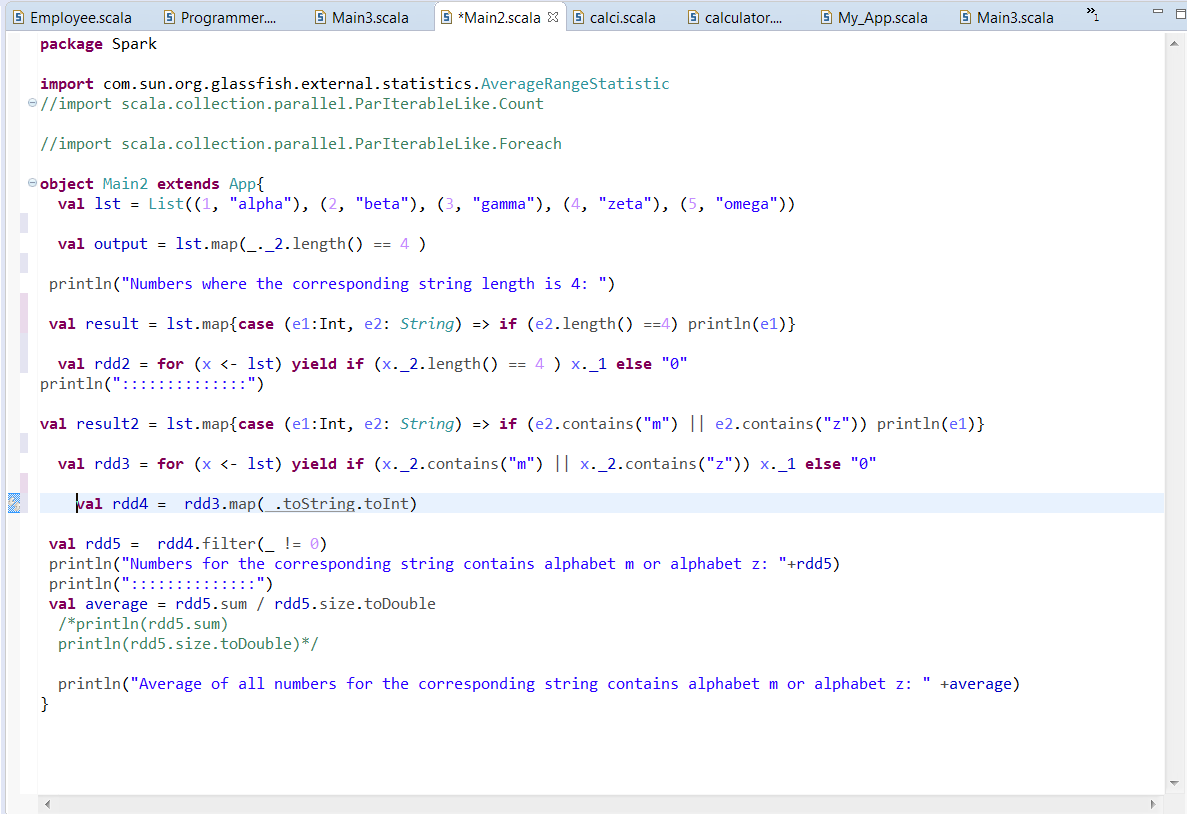 Employee.scala Programmer.... Main3.scala *Main2.scala calci.scala calculator.... My_App.scala Main3.scala »1
package Spark
import com.sun.org.glassfish.external.statistics.AverageRangeStatistic
//import scala.collection.parallel.ParIterableLike.Count
//import scala.collection.parallel.ParIterableLike.Foreach
object Main2 extends App{
val lst = List((1, "alpha"), (2, "beta"), (3, "gamma"), (4, "zeta"), (5, "omega"))
val output = lst.map(_._2.length() == 4 )
println("Numbers where the corresponding string length is 4: ")
val result = lst.map{case (e1:Int, e2: String) => if (e2.length() ==4) println(e1)}
val rdd2 = for (x <- lst) yield if (x._2.length() == 4 ) x._1 else "0"
println("::::::::::::::")
val result2 = lst.map{case (e1:Int, e2: String) => if (e2.contains("m") || e2.contains("z")) println(e1)}
val rdd3 = for (x <- lst) yield if (x._2.contains("m") || x._2.contains("z")) x._1 else "0"
val rdd4 =  rdd3.map(_.toString.toInt)
val rdd5 =  rdd4.filter(_ != 0)
println("Numbers for the corresponding string contains alphabet m or alphabet z: "+rdd5)
println("::::::::::::::")
val average = rdd5.sum / rdd5.size.toDouble
/*println(rdd5.sum)
println(rdd5.size.toDouble)*/
println("Average of all numbers for the corresponding string contains alphabet m or alphabet z: " +average)
}